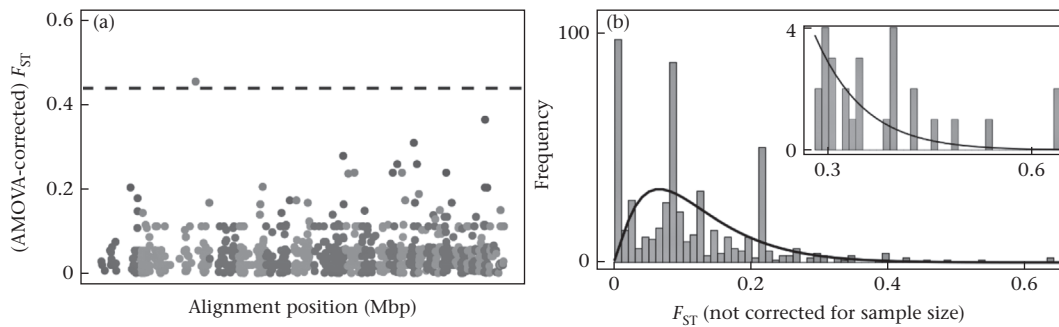 (a)
0.6
0.4
0.2
0
(AMOVA-corrected) FST
Alignment position (Mbp)
(b)
100
0
Frequency
0
0.2
0.4
0.6
FST (not corrected for sample size)
4
0
0.3
0.6